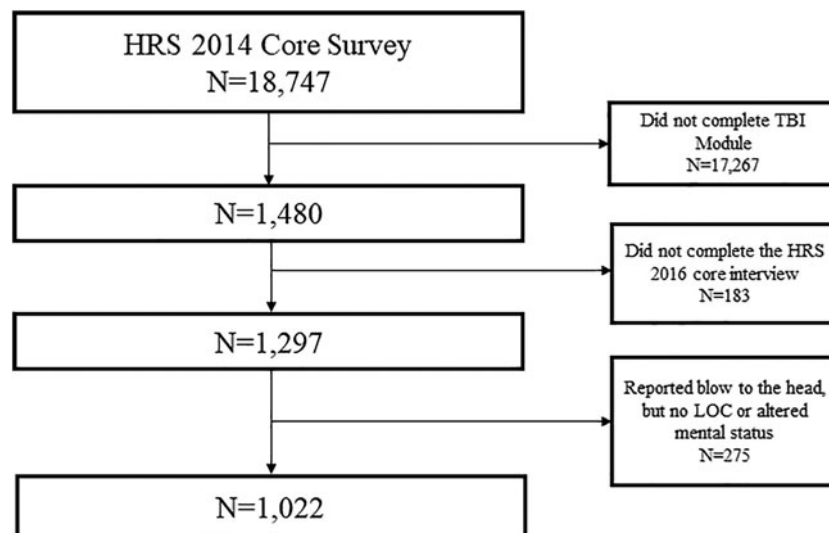 HRS 2014 Core Survey
N=18,747
Did not complete TBI
Module
N=17,267
N=1,480
Did not complete the HRS
2016 core interview
N=183
N=1,297
Reported blow to the head,
but no LOC or altered
mental status
N=275
N=1,022